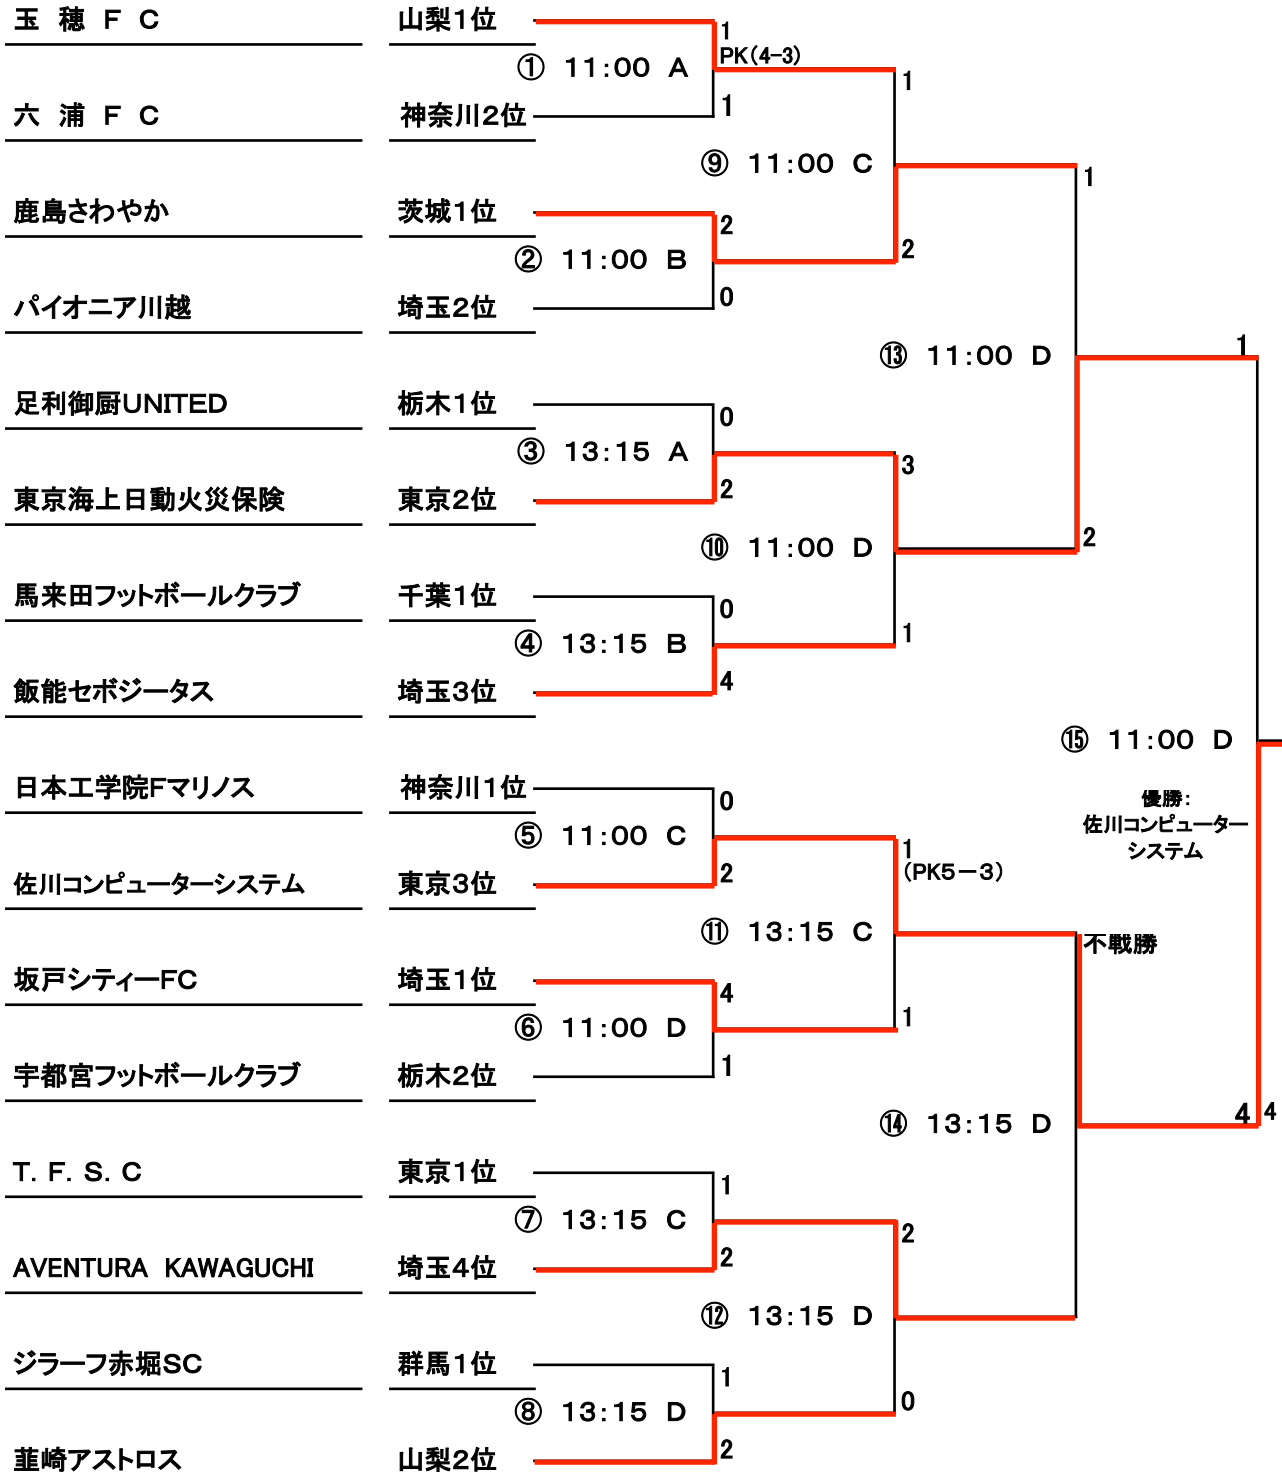 玉 穂 F C 山梨1位
1
PK(4-3)
① 11:00 A
1
六 浦 F C 神奈川2位
1
⑨ 11:00 C
1
鹿島さわやか 茨城1位
2
② 11:00 B
2
0
パイオニア川越 埼玉2位
⑬ 11:00 D
1
足利御厨UNITED 栃木1位
0
③ 13:15 A
3
2
東京海上日動火災保険 東京2位
⑩ 11:00 D
2
馬来田フットボールクラブ 千葉1位
0
④ 13:15 B
1
4
飯能セボジータス 埼玉3位
⑮ 11:00 D
日本工学院Fマリノス 神奈川1位
0
優勝:
佐川コンピューター
システム
⑤ 11:00 C
1
(PK5-3)
2
佐川コンピューターシステム 東京3位
⑪ 13:15 C
不戦勝
坂戸シティーFC 埼玉1位
4
⑥ 11:00 D
1
1
宇都宮フットボールクラブ 栃木2位
⑭ 13:15 D
4 4
T. F. S. C 東京1位
1
⑦ 13:15 C
2
2
AVENTURA KAWAGUCHI 埼玉4位
⑫ 13:15 D
ジラーフ赤堀SC 群馬1位
1
⑧ 13:15 D
0
2
韮崎アストロス 山梨2位